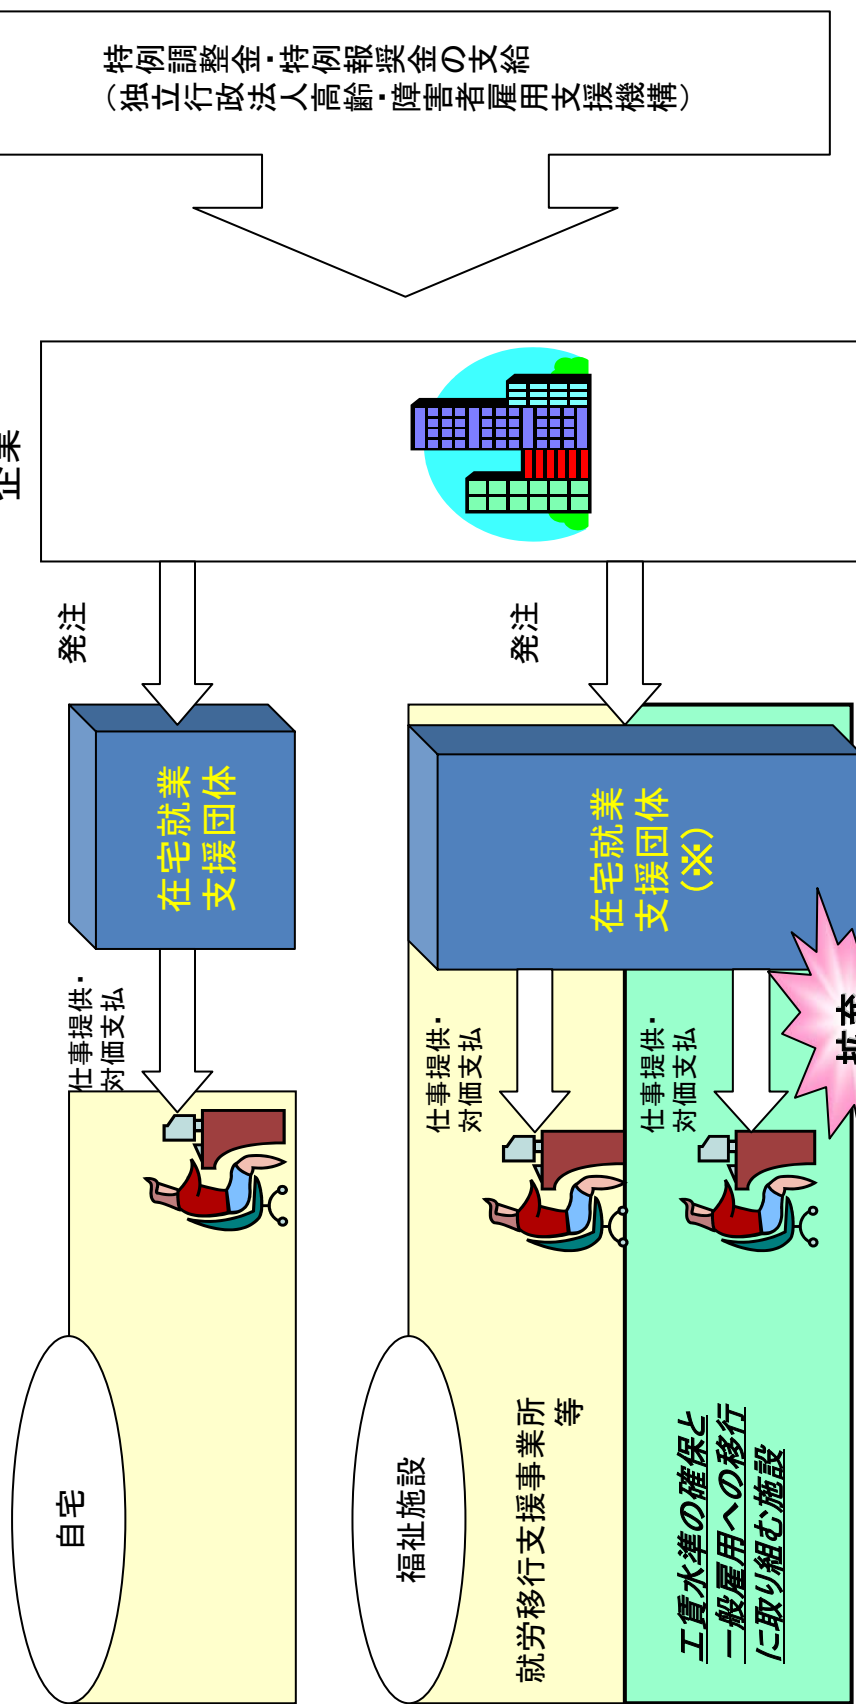 特例調整金・特例報奨金の支給
（独立行政法人高齢・障害者雇用支援機構）
企業
発注
発注
在宅就業
支援団体
在宅就業
支援団体
（※）
仕事提供・
対価支払
仕事提供・
対価支払
仕事提供・
対価支払
拡充
自宅
福祉施設
就労移行支援事業所
等
工賃水準の確保と
一般雇用への移行
に取り組む施設